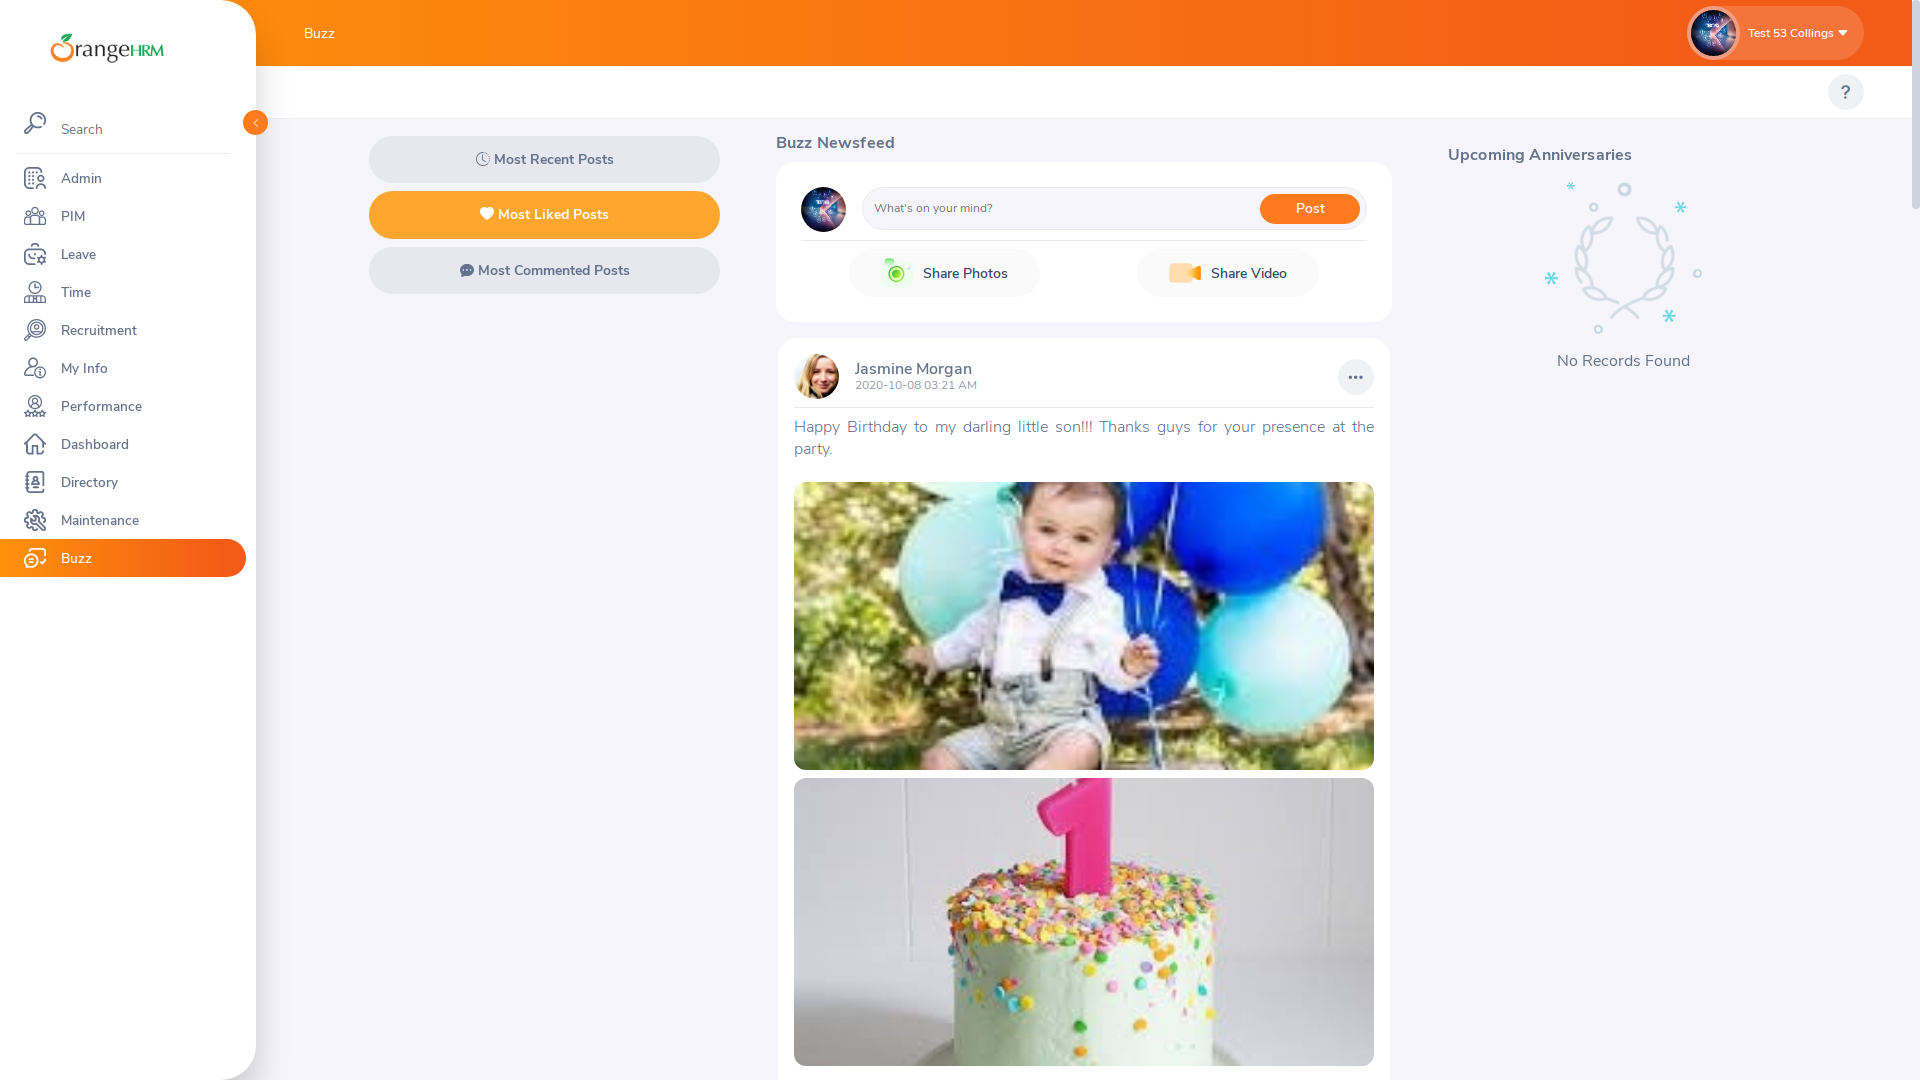 OrangeHRM
Search
Admin
PIM
Leave
Time
Recruitment
My Info
Performance
Dashboard
Directory
Maintenance
Buzz
Buzz
Test 53 Collings
?
Most Recent Posts
Most Liked Posts
Most Commented Posts
Buzz Newsfeed
What's on your mind?
Post
Share Photos
Share Video
Jasmine Morgan
2020-10-08 03:21 AM
Happy Birthday to my darling little son!!! Thanks guys for your presence at the
party.
1
Upcoming Anniversaries
No Records Found